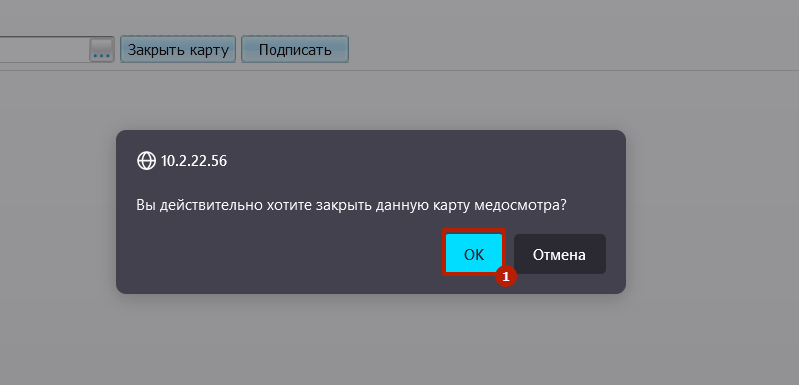 ... Закрыть карту Подписать
10.2.22.56
Вы действительно хотите закрыть данную карту медосмотра?
OK Отмена
1